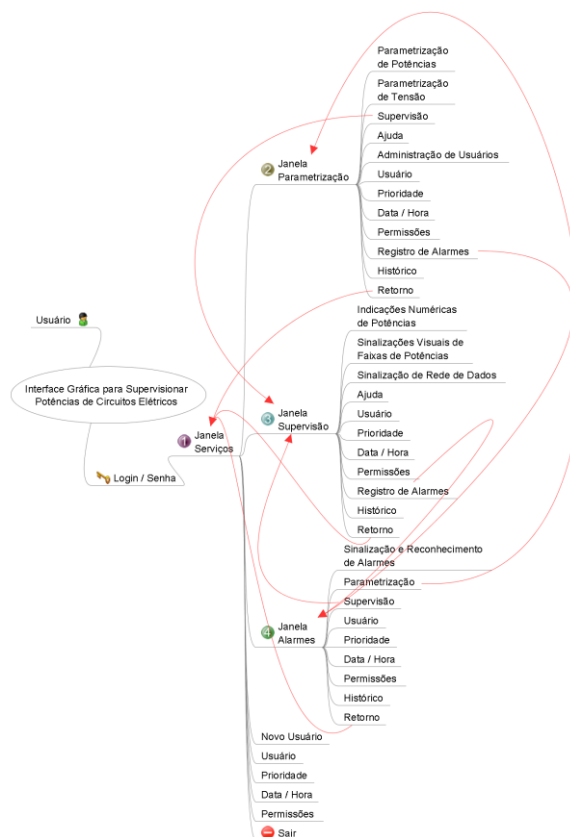 Usuário
Interface Gráfica para Supervisionar
Potências de Circuitos Elétricos
Login / Senha
1
Janela
Serviços
2
Janela
Parametrização
Parametrização
de Potências
Parametrização
de Tensão
Supervisão
Ajuda
Administração de Usuários
Usuário
Prioridade
Data / Hora
Permissões
Registro de Alarmes
Histórico
Retorno
3
Janela
Supervisão
Indicações Numéricas
de Potências
Sinalizações Visuais de
Faixas de Potências
Sinalização de Rede de Dados
Ajuda
Usuário
Prioridade
Data / Hora
Permissões
Registro de Alarmes
Histórico
Retorno
4
Janela
Alarmes
Sinalização e Reconhecimento
de Alarmes
Parametrização
Supervisão
Usuário
Prioridade
Data / Hora
Permissões
Histórico
Retorno
Novo Usuário
Usuário
Prioridade
Data / Hora
Permissões
Sair